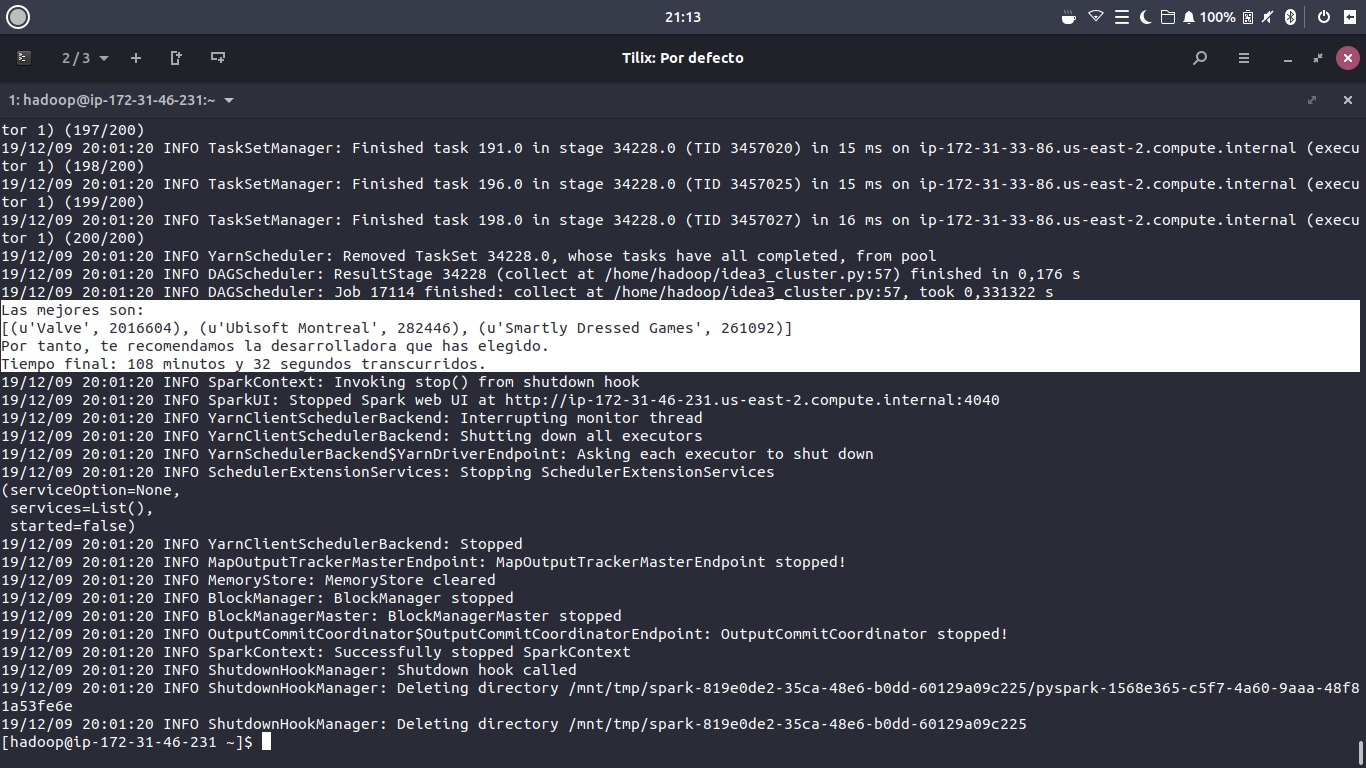 21:13
100%
2 / 3
Tilix: Por defecto
1: hadoop@ip-172-31-46-231:~
tor 1) (197/200)
19/12/09 20:01:20 INFO TaskSetManager: Finished task 191.0 in stage 34228.0 (TID 3457020) in 15 ms on ip-172-31-33-86.us-east-2.compute.internal (execu
tor 1) (198/200)
19/12/09 20:01:20 INFO TaskSetManager: Finished task 196.0 in stage 34228.0 (TID 3457025) in 15 ms on ip-172-31-33-86.us-east-2.compute.internal (execu
tor 1) (199/200)
19/12/09 20:01:20 INFO TaskSetManager: Finished task 198.0 in stage 34228.0 (TID 3457027) in 16 ms on ip-172-31-33-86.us-east-2.compute.internal (execu
tor 1) (200/200)
19/12/09 20:01:20 INFO YarnScheduler: Removed TaskSet 34228.0, whose tasks have all completed, from pool
19/12/09 20:01:20 INFO DAGScheduler: ResultStage 34228 (collect at /home/hadoop/idea3_cluster.py:57) finished in 0,176 s
19/12/09 20:01:20 INFO DAGScheduler: Job 17114 finished: collect at /home/hadoop/idea3_cluster.py:57, took 0,331322 s
Las mejores son:
[(u'Valve', 2016604), (u'Ubisoft Montreal', 282446), (u'Smartly Dressed Games', 261092)]
Por tanto, te recomendamos la desarrolladora que has elegido.
Tiempo final: 108 minutos y 32 segundos transcurridos.
19/12/09 20:01:20 INFO SparkContext: Invoking stop() from shutdown hook
19/12/09 20:01:20 INFO SparkUI: Stopped Spark web UI at http://ip-172-31-46-231.us-east-2.compute.internal:4040
19/12/09 20:01:20 INFO YarnClientSchedulerBackend: Interrupting monitor thread
19/12/09 20:01:20 INFO YarnClientSchedulerBackend: Shutting down all executors
19/12/09 20:01:20 INFO YarnSchedulerBackend$YarnDriverEndpoint: Asking each executor to shut down
19/12/09 20:01:20 INFO SchedulerExtensionServices: Stopping SchedulerExtensionServices
(serviceOption=None,
 services=List(),
 started=false)
19/12/09 20:01:20 INFO YarnClientSchedulerBackend: Stopped
19/12/09 20:01:20 INFO MapOutputTrackerMasterEndpoint: MapOutputTrackerMasterEndpoint stopped!
19/12/09 20:01:20 INFO MemoryStore: MemoryStore cleared
19/12/09 20:01:20 INFO BlockManager: BlockManager stopped
19/12/09 20:01:20 INFO BlockManagerMaster: BlockManagerMaster stopped
19/12/09 20:01:20 INFO OutputCommitCoordinator$OutputCommitCoordinatorEndpoint: OutputCommitCoordinator stopped!
19/12/09 20:01:20 INFO SparkContext: Successfully stopped SparkContext
19/12/09 20:01:20 INFO ShutdownHookManager: Shutdown hook called
19/12/09 20:01:20 INFO ShutdownHookManager: Deleting directory /mnt/tmp/spark-819e0de2-35ca-48e6-b0dd-60129a09c225/pyspark-1568e365-c5f7-4a60-9aaa-48f8
1a53fe6e
19/12/09 20:01:20 INFO ShutdownHookManager: Deleting directory /mnt/tmp/spark-819e0de2-35ca-48e6-b0dd-60129a09c225
[hadoop@ip-172-31-46-231 ~]$